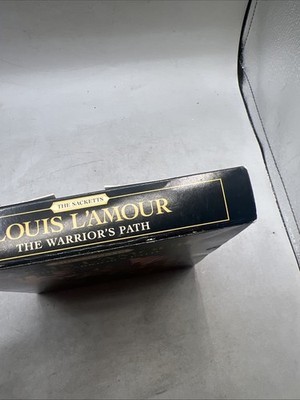 THE SACKETTS
LOUIS L'AMOUR
THE WARRIOR'S PATH